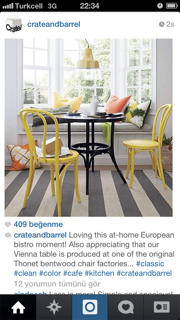 Turkcell 22:34
crateandbarrel 2s
Crate
409 beğenme
crateandbarrel Loving this at-home European
bistro moment! Also appreciating that our
Vienna table is produced at one of the original
Thonet bentwood chair factories... #classic
#clean #color #cafe #kitchen #crateandbarrel
12 yorumun tümünü gör